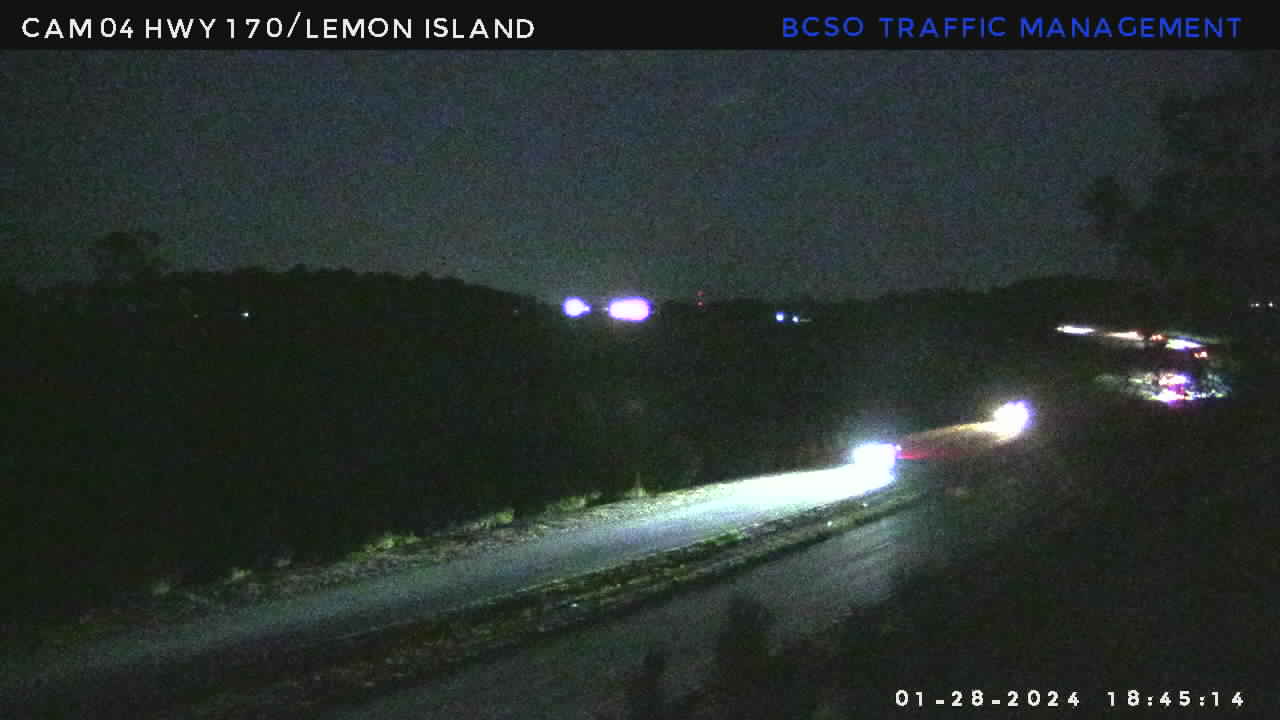 CAM04 HWY 170/LEMON ISLAND
BCSO TRAFFIC MANAGEMENT
01-28-2024 18:45:14